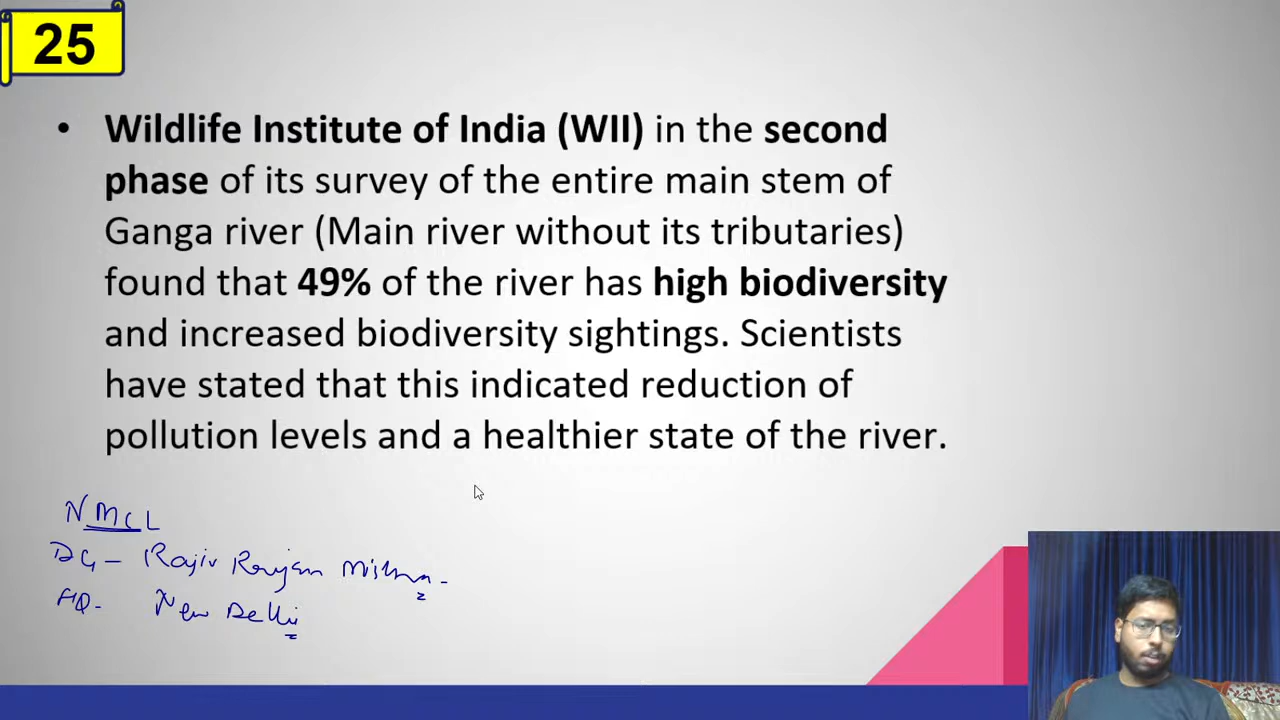 25
• Wildlife Institute of India (WII) in the second
phase of its survey of the entire main stem of
Ganga river (Main river without its tributaries)
found that 49% of the river has high biodiversity
and increased biodiversity sightings. Scientists
have stated that this indicated reduction of
pollution levels and a healthier state of the river.
NMCL
DG - Rajiv Ranjan Mishra -
HQ - New Delhi